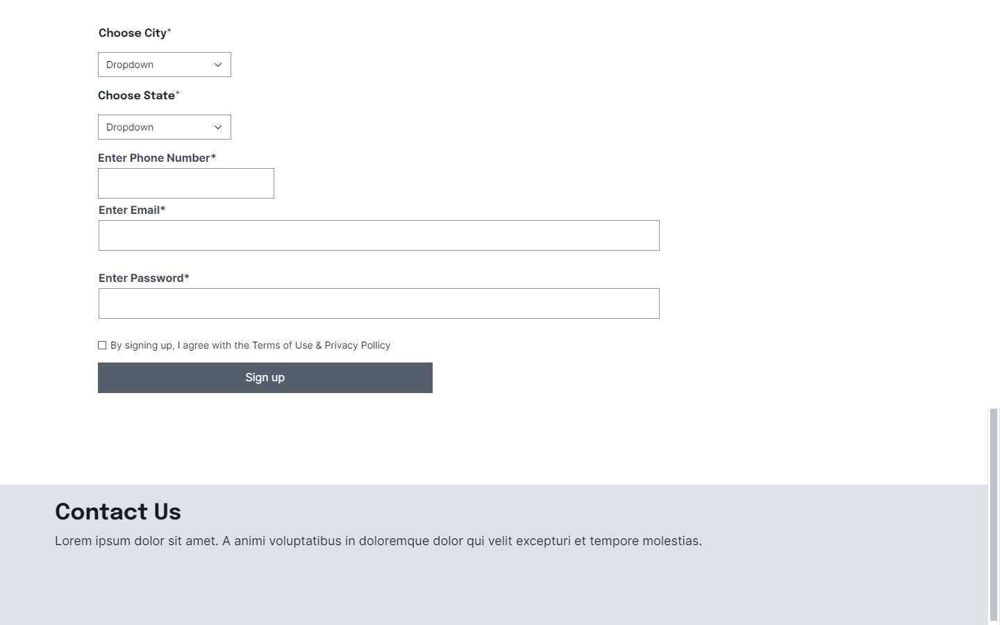 Choose City*
Dropdown
Choose State*
Dropdown
Enter Phone Number*
Enter Email*
Enter Password*
By signing up, I agree with the Terms of Use & Privacy Pollicy
Sign up
Contact Us
Lorem ipsum dolor sit amet. A animi voluptatibus in doloremque dolor qui velit excepturi et tempore molestias.